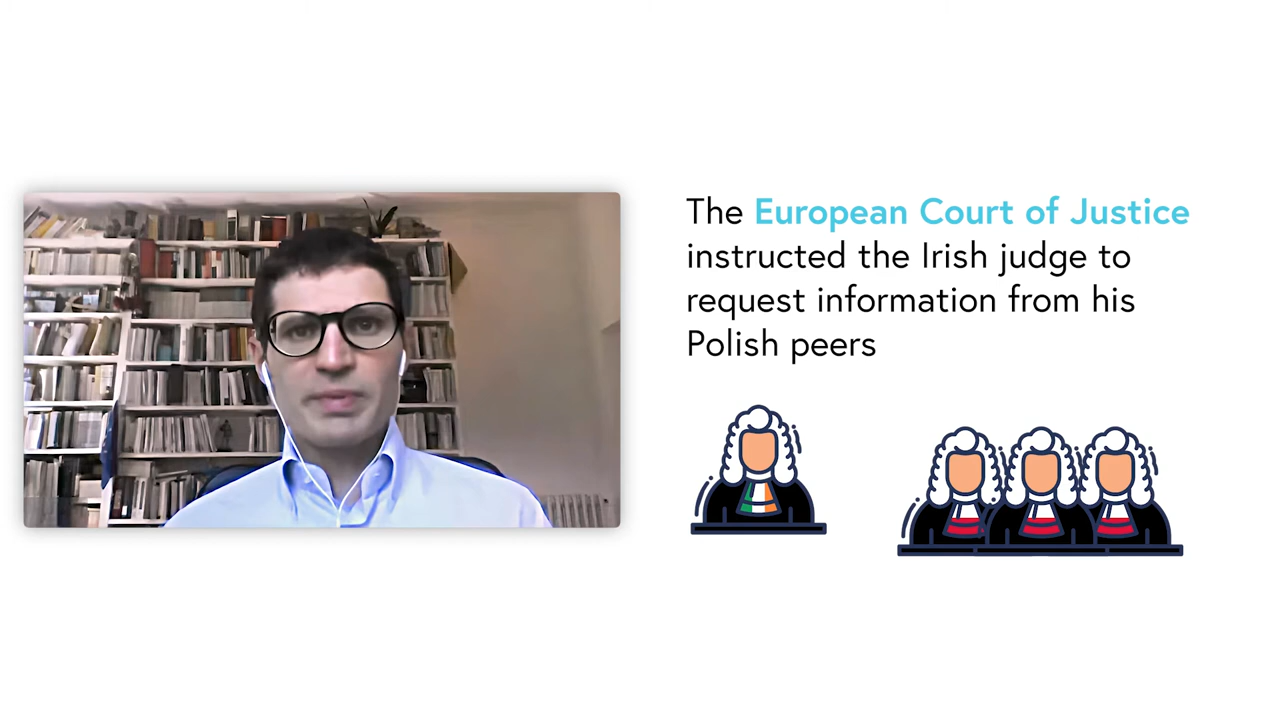 The European Court of Justice
instructed the Irish judge to
request information from his
Polish peers